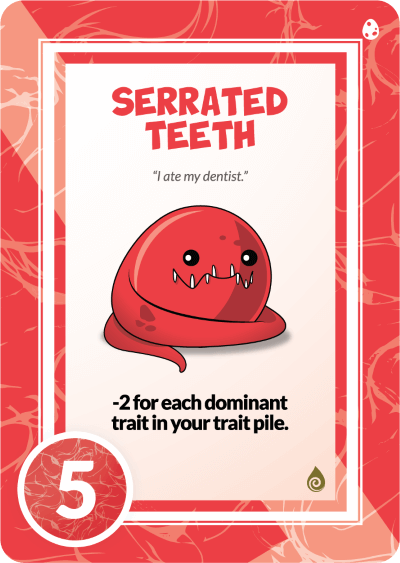 SERRATED
TEETH
“I ate my dentist.”
-2 for each dominant
trait in your trait pile.
5